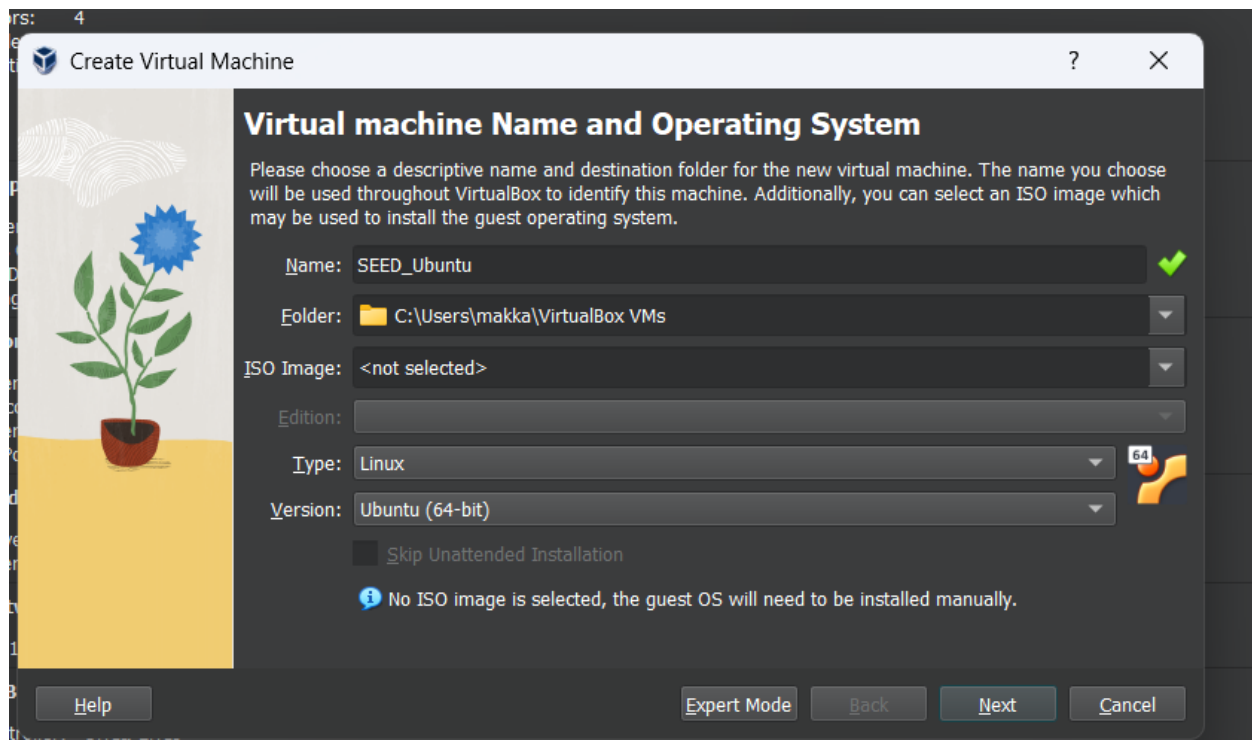 ors: 4
Create Virtual Machine
?
Virtual machine Name and Operating System
Please choose a descriptive name and destination folder for the new virtual machine. The name you choose
will be used throughout VirtualBox to identify this machine. Additionally, you can select an ISO image which
may be used to install the guest operating system.
Name: SEED_Ubuntu
Folder: C:\Users\makka\VirtualBox VMs
ISO Image: <not selected>
Edition:
Type: Linux
64
Version: Ubuntu (64-bit)
Skip Unattended Installation
No ISO image is selected, the guest OS will need to be installed manually.
Help Expert Mode Back Next Cancel